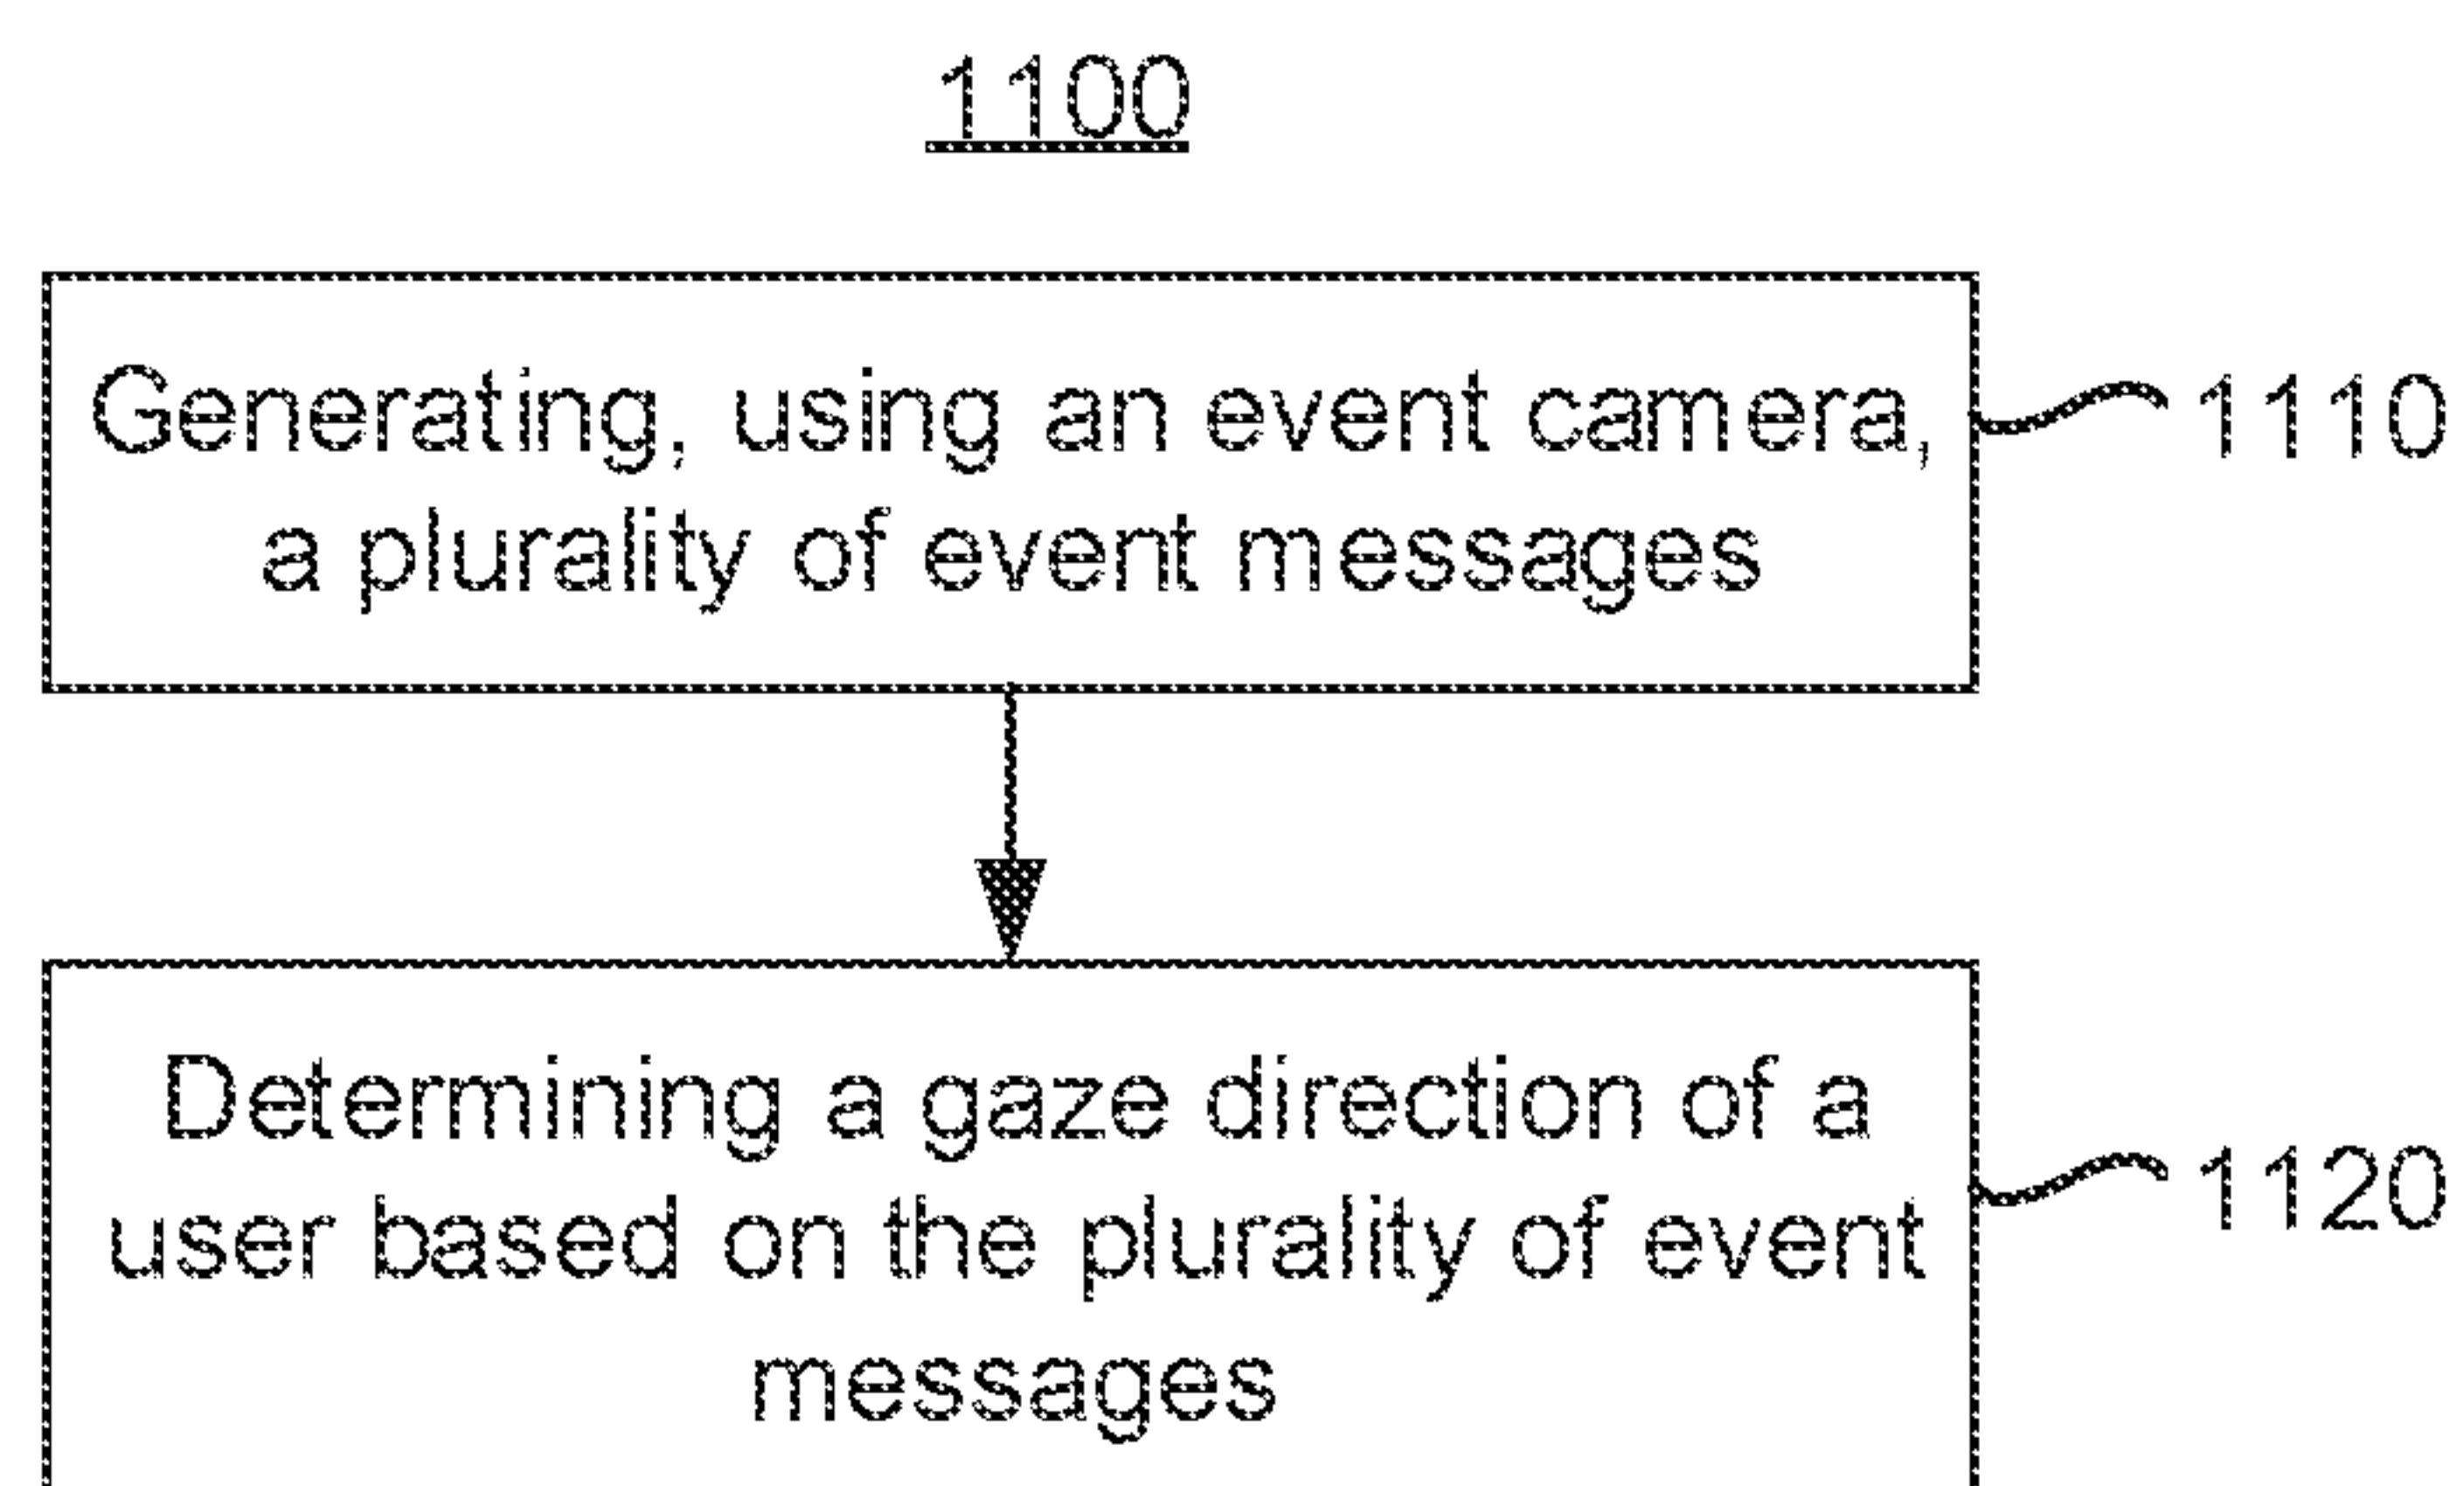 1100
Generating, using an event camera,
a plurality of event messages
1110
Determining a gaze direction of a
user based on the plurality of event
messages
1120